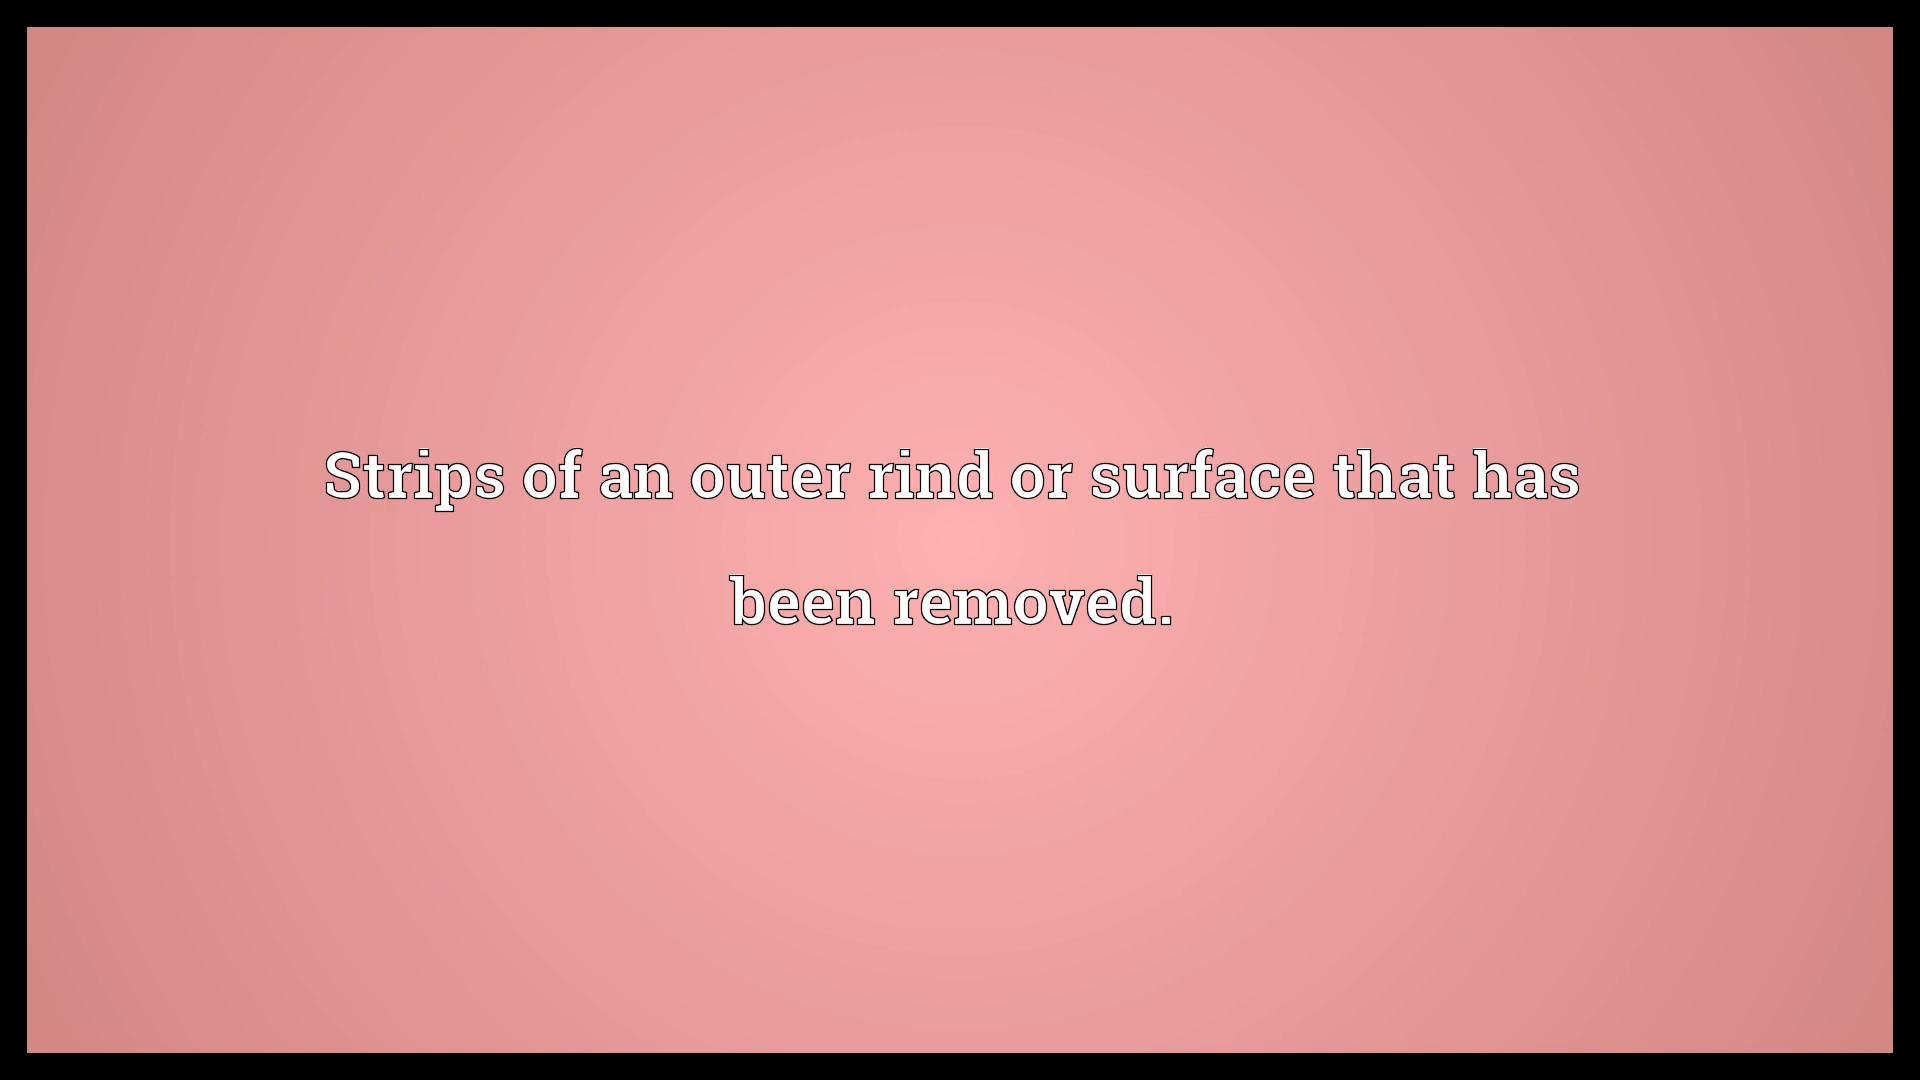 Strips of an outer rind or surface that has
been removed.